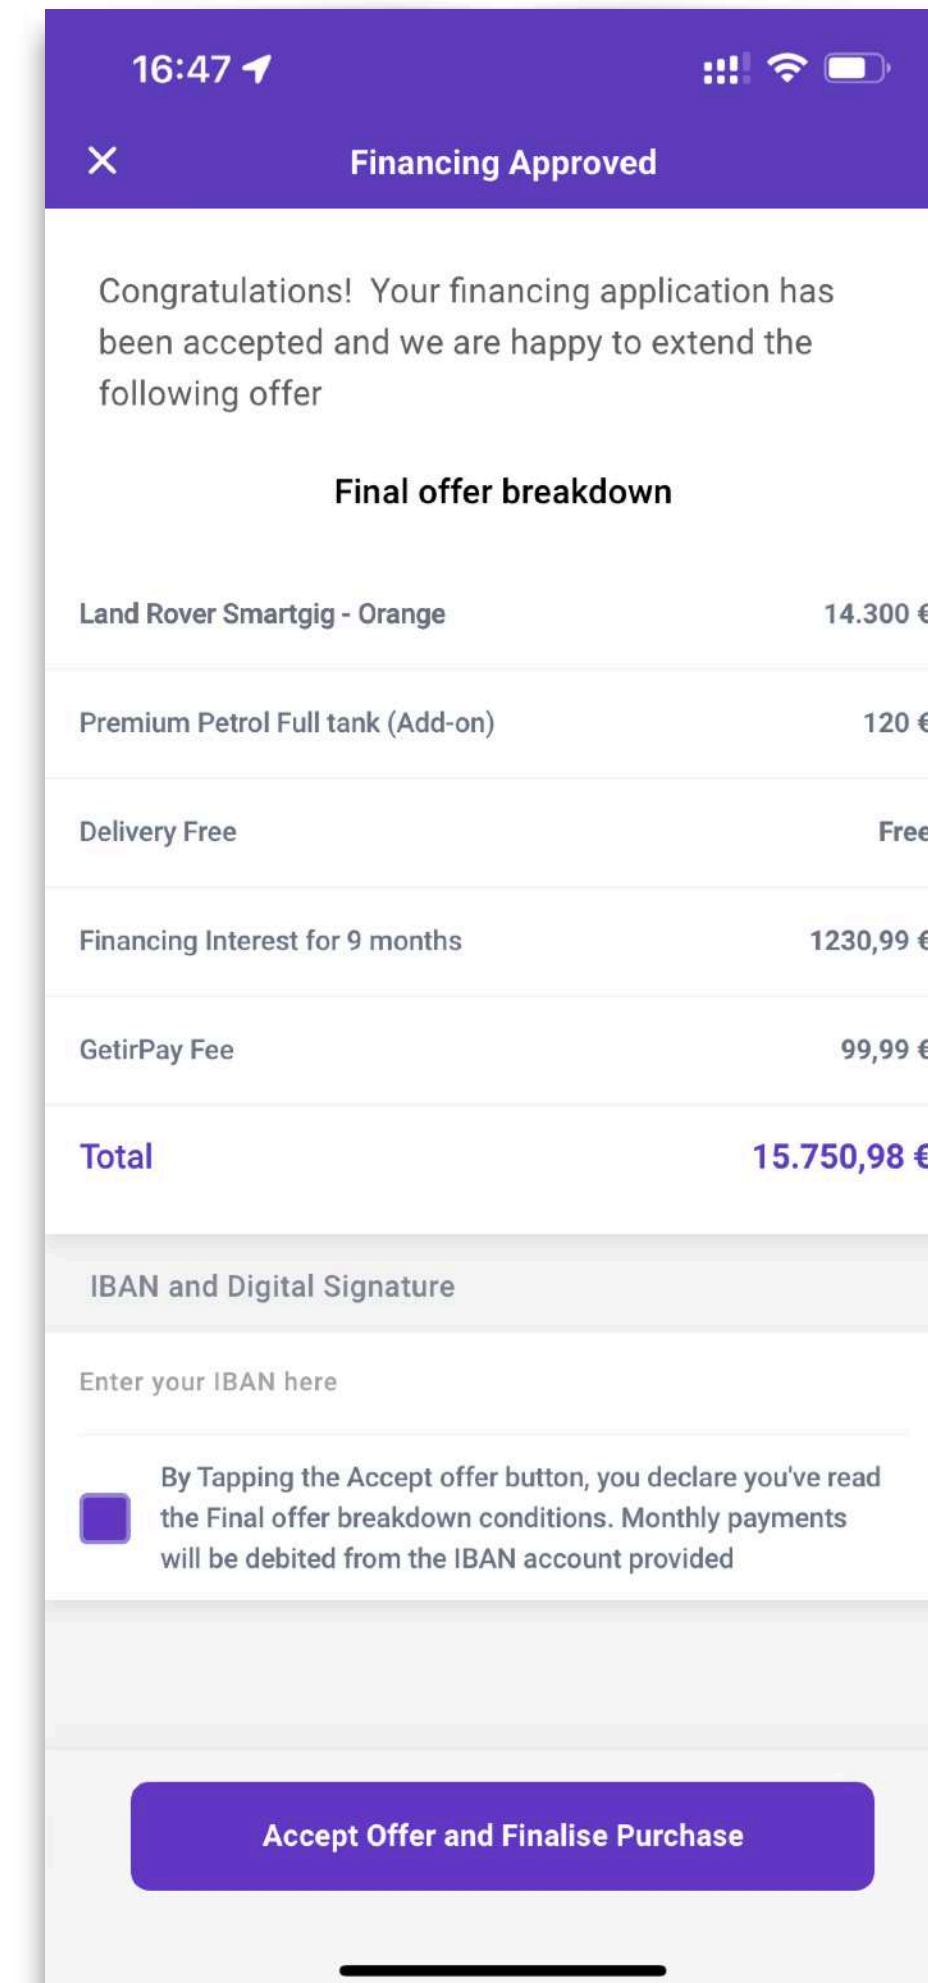 16:47
Financing Approved
Congratulations!  Your financing application has
been accepted and we are happy to extend the
following offer
Final offer breakdown
Land Rover Smartgig - Orange 14.300 €
Premium Petrol Full tank (Add-on) 120 €
Delivery Free Free
Financing Interest for 9 months 1230,99 €
GetirPay Fee 99,99 €
Total 15.750,98 €
IBAN and Digital Signature
Enter your IBAN here
By Tapping the Accept offer button, you declare you've read
the Final offer breakdown conditions. Monthly payments
will be debited from the IBAN account provided
Accept Offer and Finalise Purchase